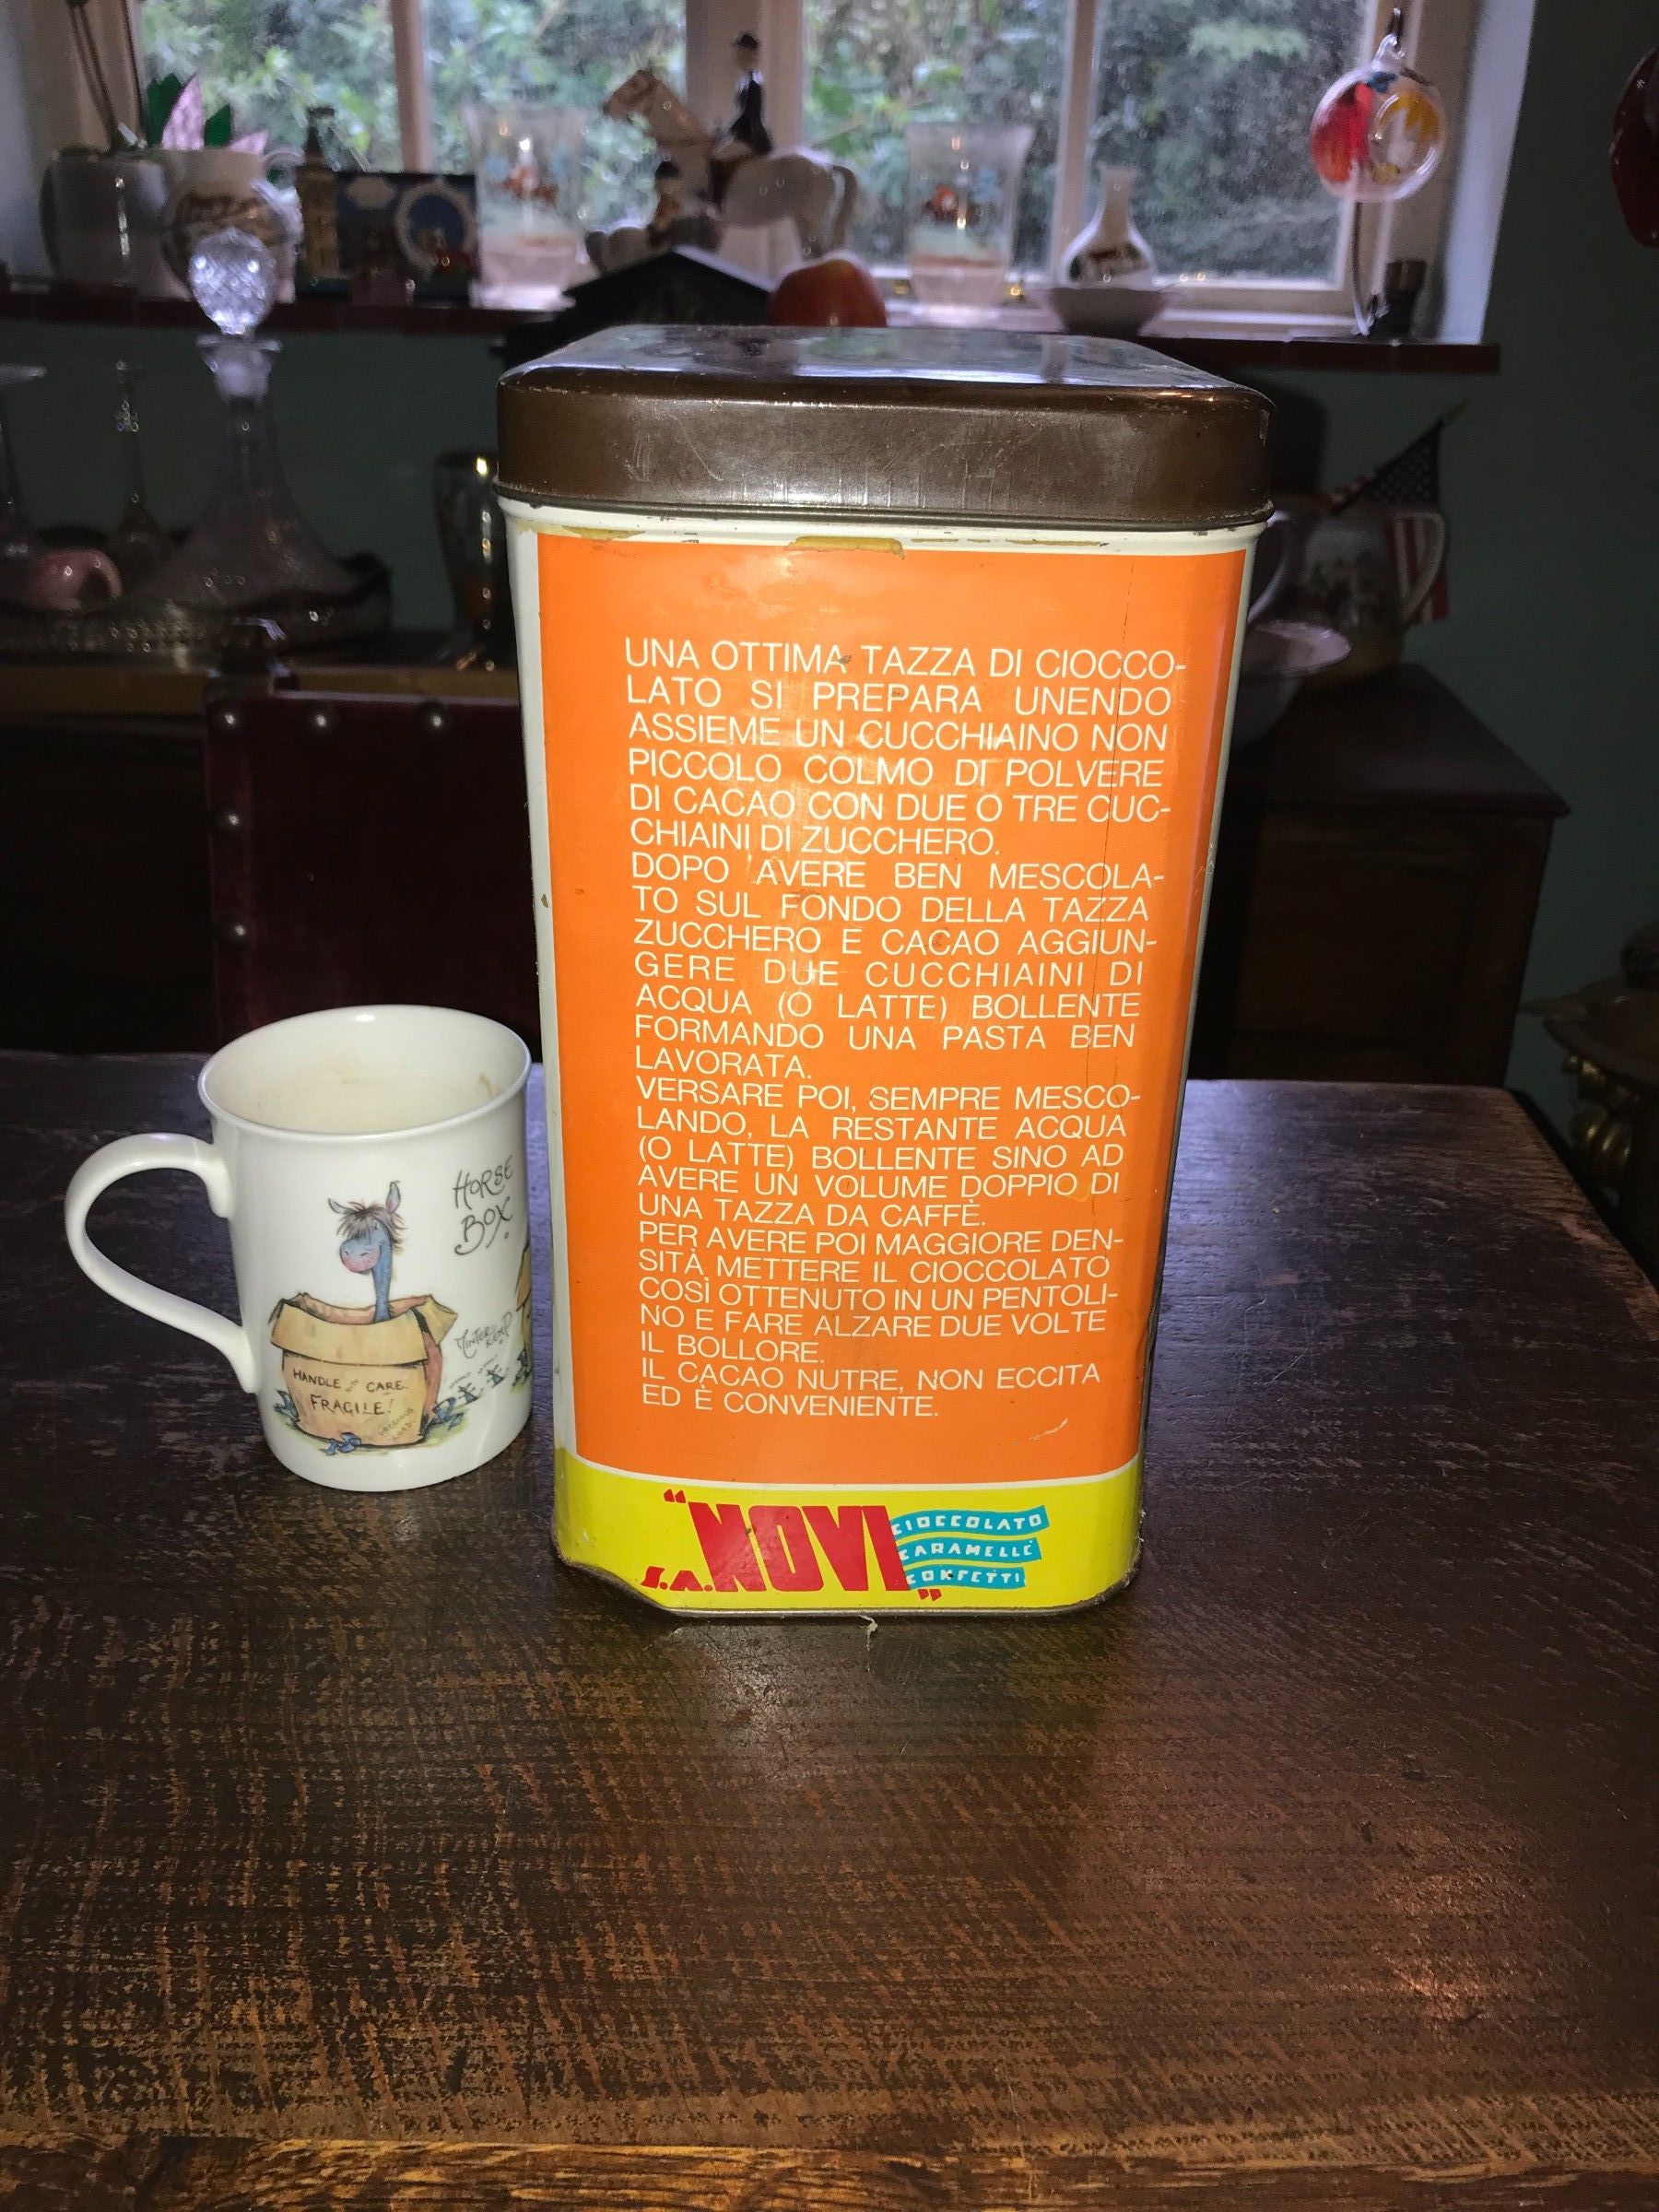 UNA OTTIMA TAZZA DI CIOCCO-
LATO SI PREPARA UNENDO
ASSIEME UN CUCCHIAINO NON
PICCOLO COLMO DI POLVERE
DI CACAO CON DUE O TRE CUC-
CHIAINI DI ZUCCHERO.
DOPO AVERE BEN MESCOLA-
TO SUL FONDO DELLA TAZZA
ZUCCHERO E CACAO AGGIUN-
GERE DUE CUCCHIAINI DI
ACQUA (O LATTE) BOLLENTE
FORMANDO UNA PASTA BEN
LAVORATA.
VERSARE POI, SEMPRE MESCO-
LANDO, LA RESTANTE ACQUA
(O LATTE) BOLLENTE SINO AD
AVERE UN VOLUME DOPPIO DI
UNA TAZZA DA CAFFÈ.
PER AVERE POI MAGGIORE DEN-
SITÀ METTERE IL CIOCCOLATO
COSÌ OTTENUTO IN UN PENTOLI-
NO E FARE ALZARE DUE VOLTE
IL BOLLORE.
IL CACAO NUTRE, NON ECCITA
ED È CONVENIENTE.
S.A. "NOVI"
CIOCCOLATO
CARAMELLE
CONFETTI
HORSE
BOX.
HANDLE WITH CARE
FRAGILE!